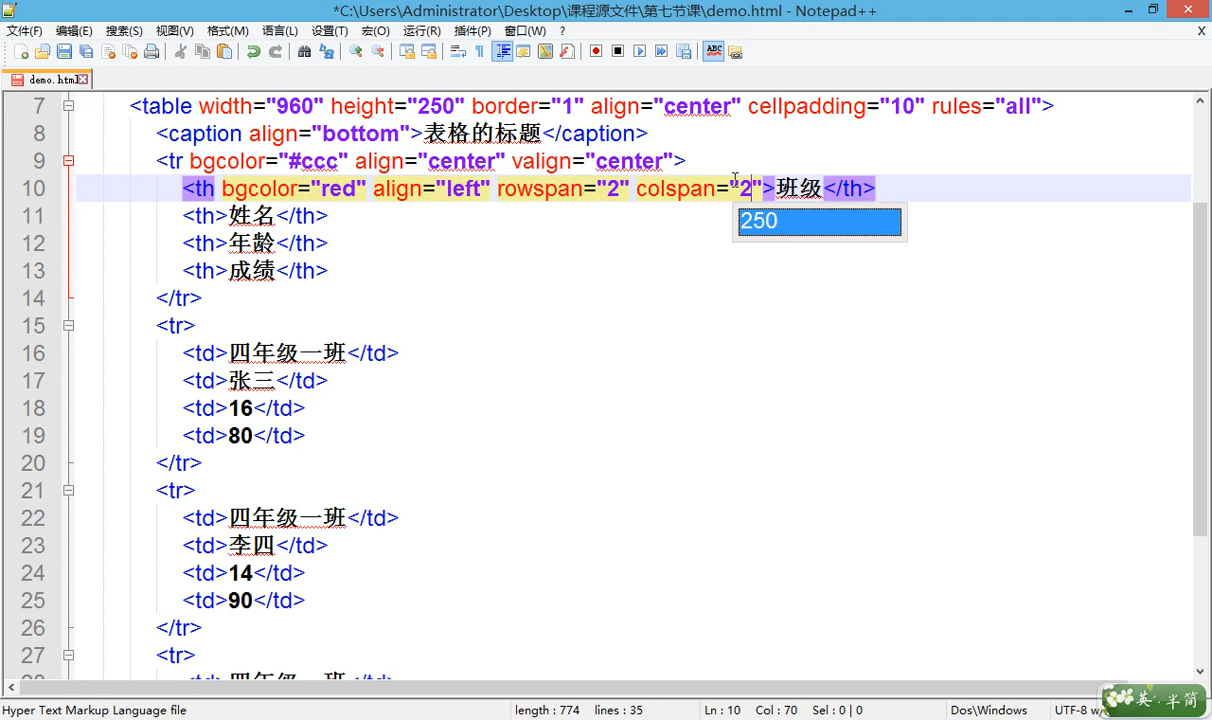 *C:\Users\Administrator\Desktop\课程源文件\第七节课\demo.html - Notepad++
文件(F) 编辑(E) 搜索(S) 视图(V) 格式(M) 语言(L) 设置(T) 宏(O) 运行(R) 插件(P) 窗口(W) ? X
demo.html
7 <table width="960" height="250" border="1" align="center" cellpadding="10" rules="all">
8 <caption align="bottom">表格的标题</caption>
9 <tr bgcolor="#ccc" align="center" valign="center">
10 <th bgcolor="red" align="left" rowspan="2" colspan="2">班级</th>
250
11 <th>姓名</th>
12 <th>年龄</th>
13 <th>成绩</th>
14 </tr>
15 <tr>
16 <td>四年级一班</td>
17 <td>张三</td>
18 <td>16</td>
19 <td>80</td>
20 </tr>
21 <tr>
22 <td>四年级一班</td>
23 <td>李四</td>
24 <td>14</td>
25 <td>90</td>
26 </tr>
27 <tr>
Hyper Text Markup Language file length : 774 lines : 35 Ln : 10 Col : 70 Sel : 0 | 0 Dos\Windows UTF-8 w/ 英 半 简